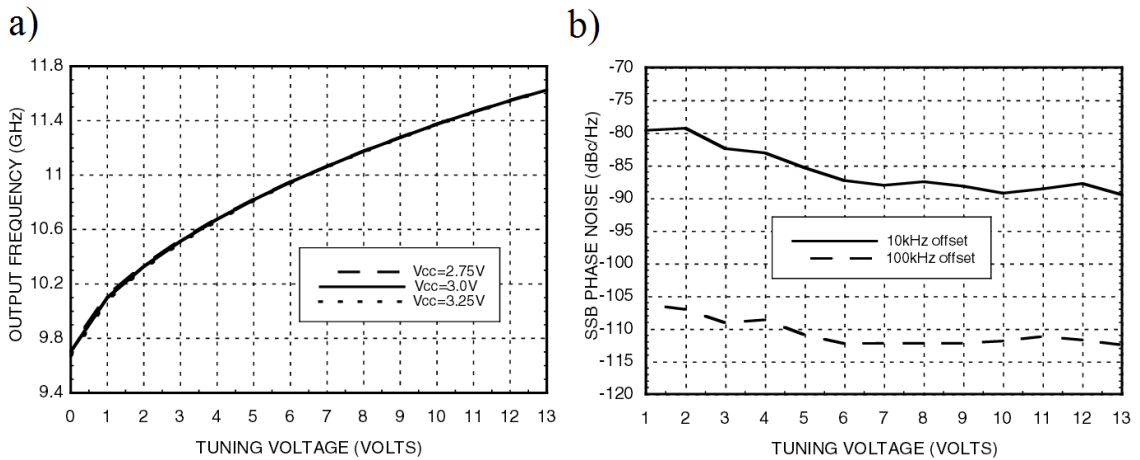 a)
OUTPUT FREQUENCY (GHz)
11.8
11.4
11
10.6
10.2
9.8
9.4
Vcc=2.75V
Vcc=3.0V
Vcc=3.25V
0 1 2 3 4 5 6 7 8 9 10 11 12 13
TUNING VOLTAGE (VOLTS)
b)
SSB PHASE NOISE (dBc/Hz)
-70
-75
-80
-85
-90
-95
-100
-105
-110
-115
-120
10kHz offset
100kHz offset
1 2 3 4 5 6 7 8 9 10 11 12 13
TUNING VOLTAGE (VOLTS)